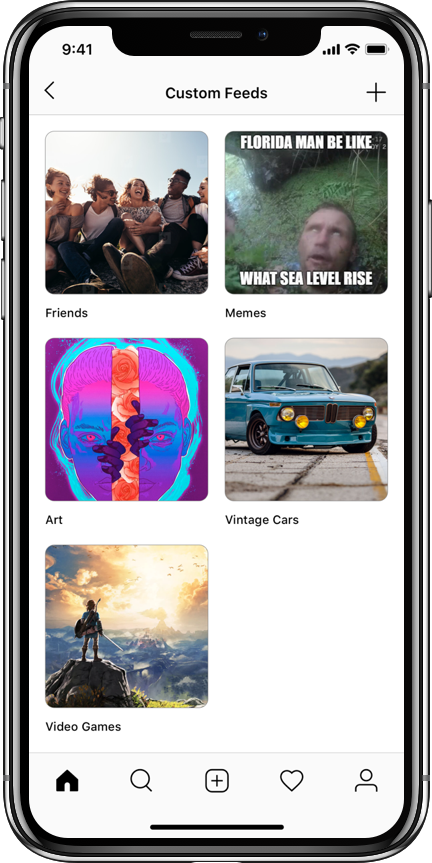 9:41
Custom Feeds
FLORIDA MAN BE LIKE
WHAT SEA LEVEL RISE
Friends
Memes
Art
Vintage Cars
Video Games